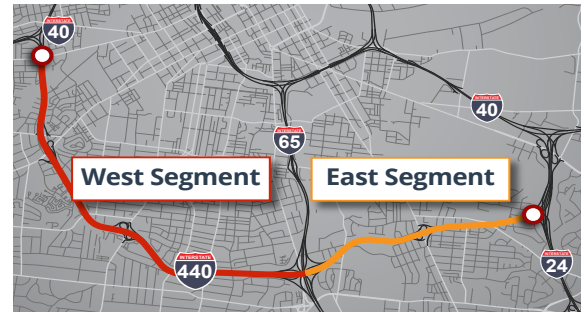 INTERSTATE
40
INTERSTATE
65
INTERSTATE
40
West Segment
East Segment
INTERSTATE
440
INTERSTATE
24